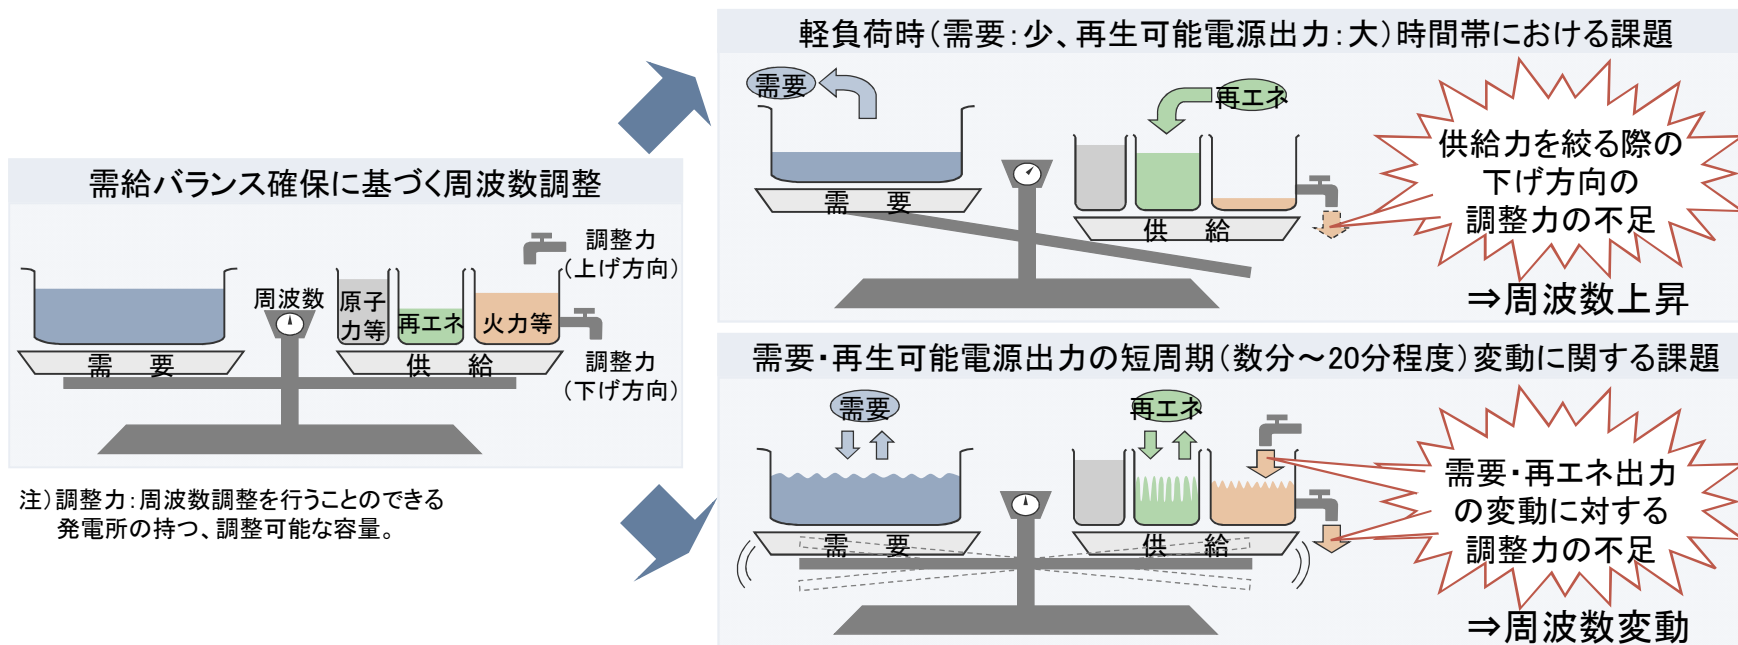 需給バランス確保に基づく周波数調整
調整力
（上げ方向）
周波数
原子
力等
再エネ
火力等
需　要
供　給
調整力
（下げ方向）
注）調整力：周波数調整を行うことのできる
発電所の持つ、調整可能な容量。
軽負荷時（需要：少、再生可能電源出力：大）時間帯における課題
需要
再エネ
需　要
供　給
供給力を絞る際の
下げ方向の
調整力の不足
⇒周波数上昇
需要・再生可能電源出力の短周期（数分～20分程度）変動に関する課題
需要
再エネ
需　要
供　給
需要・再エネ出力
の変動に対する
調整力の不足
⇒周波数変動